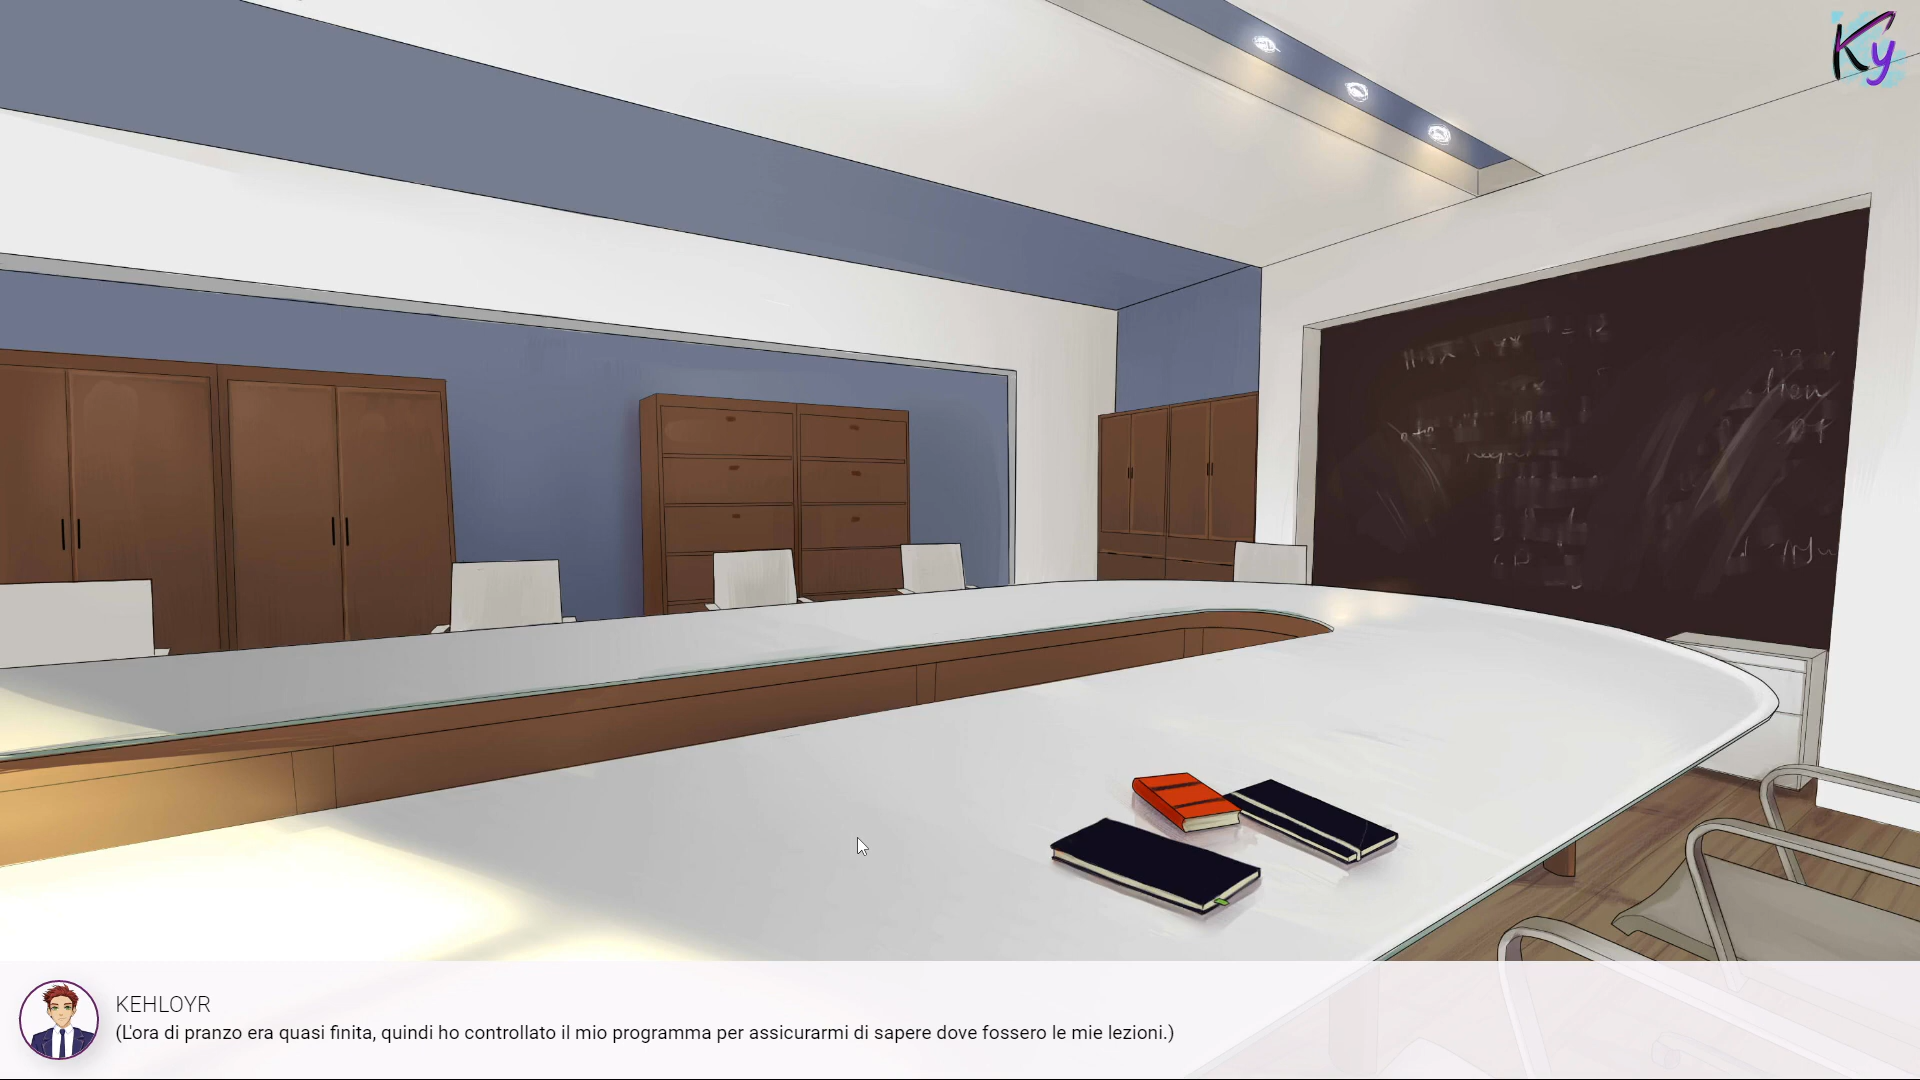 Ky
KEHLOYR
(L'ora di pranzo era quasi finita, quindi ho controllato il mio programma per assicurarmi di sapere dove fossero le mie lezioni.)